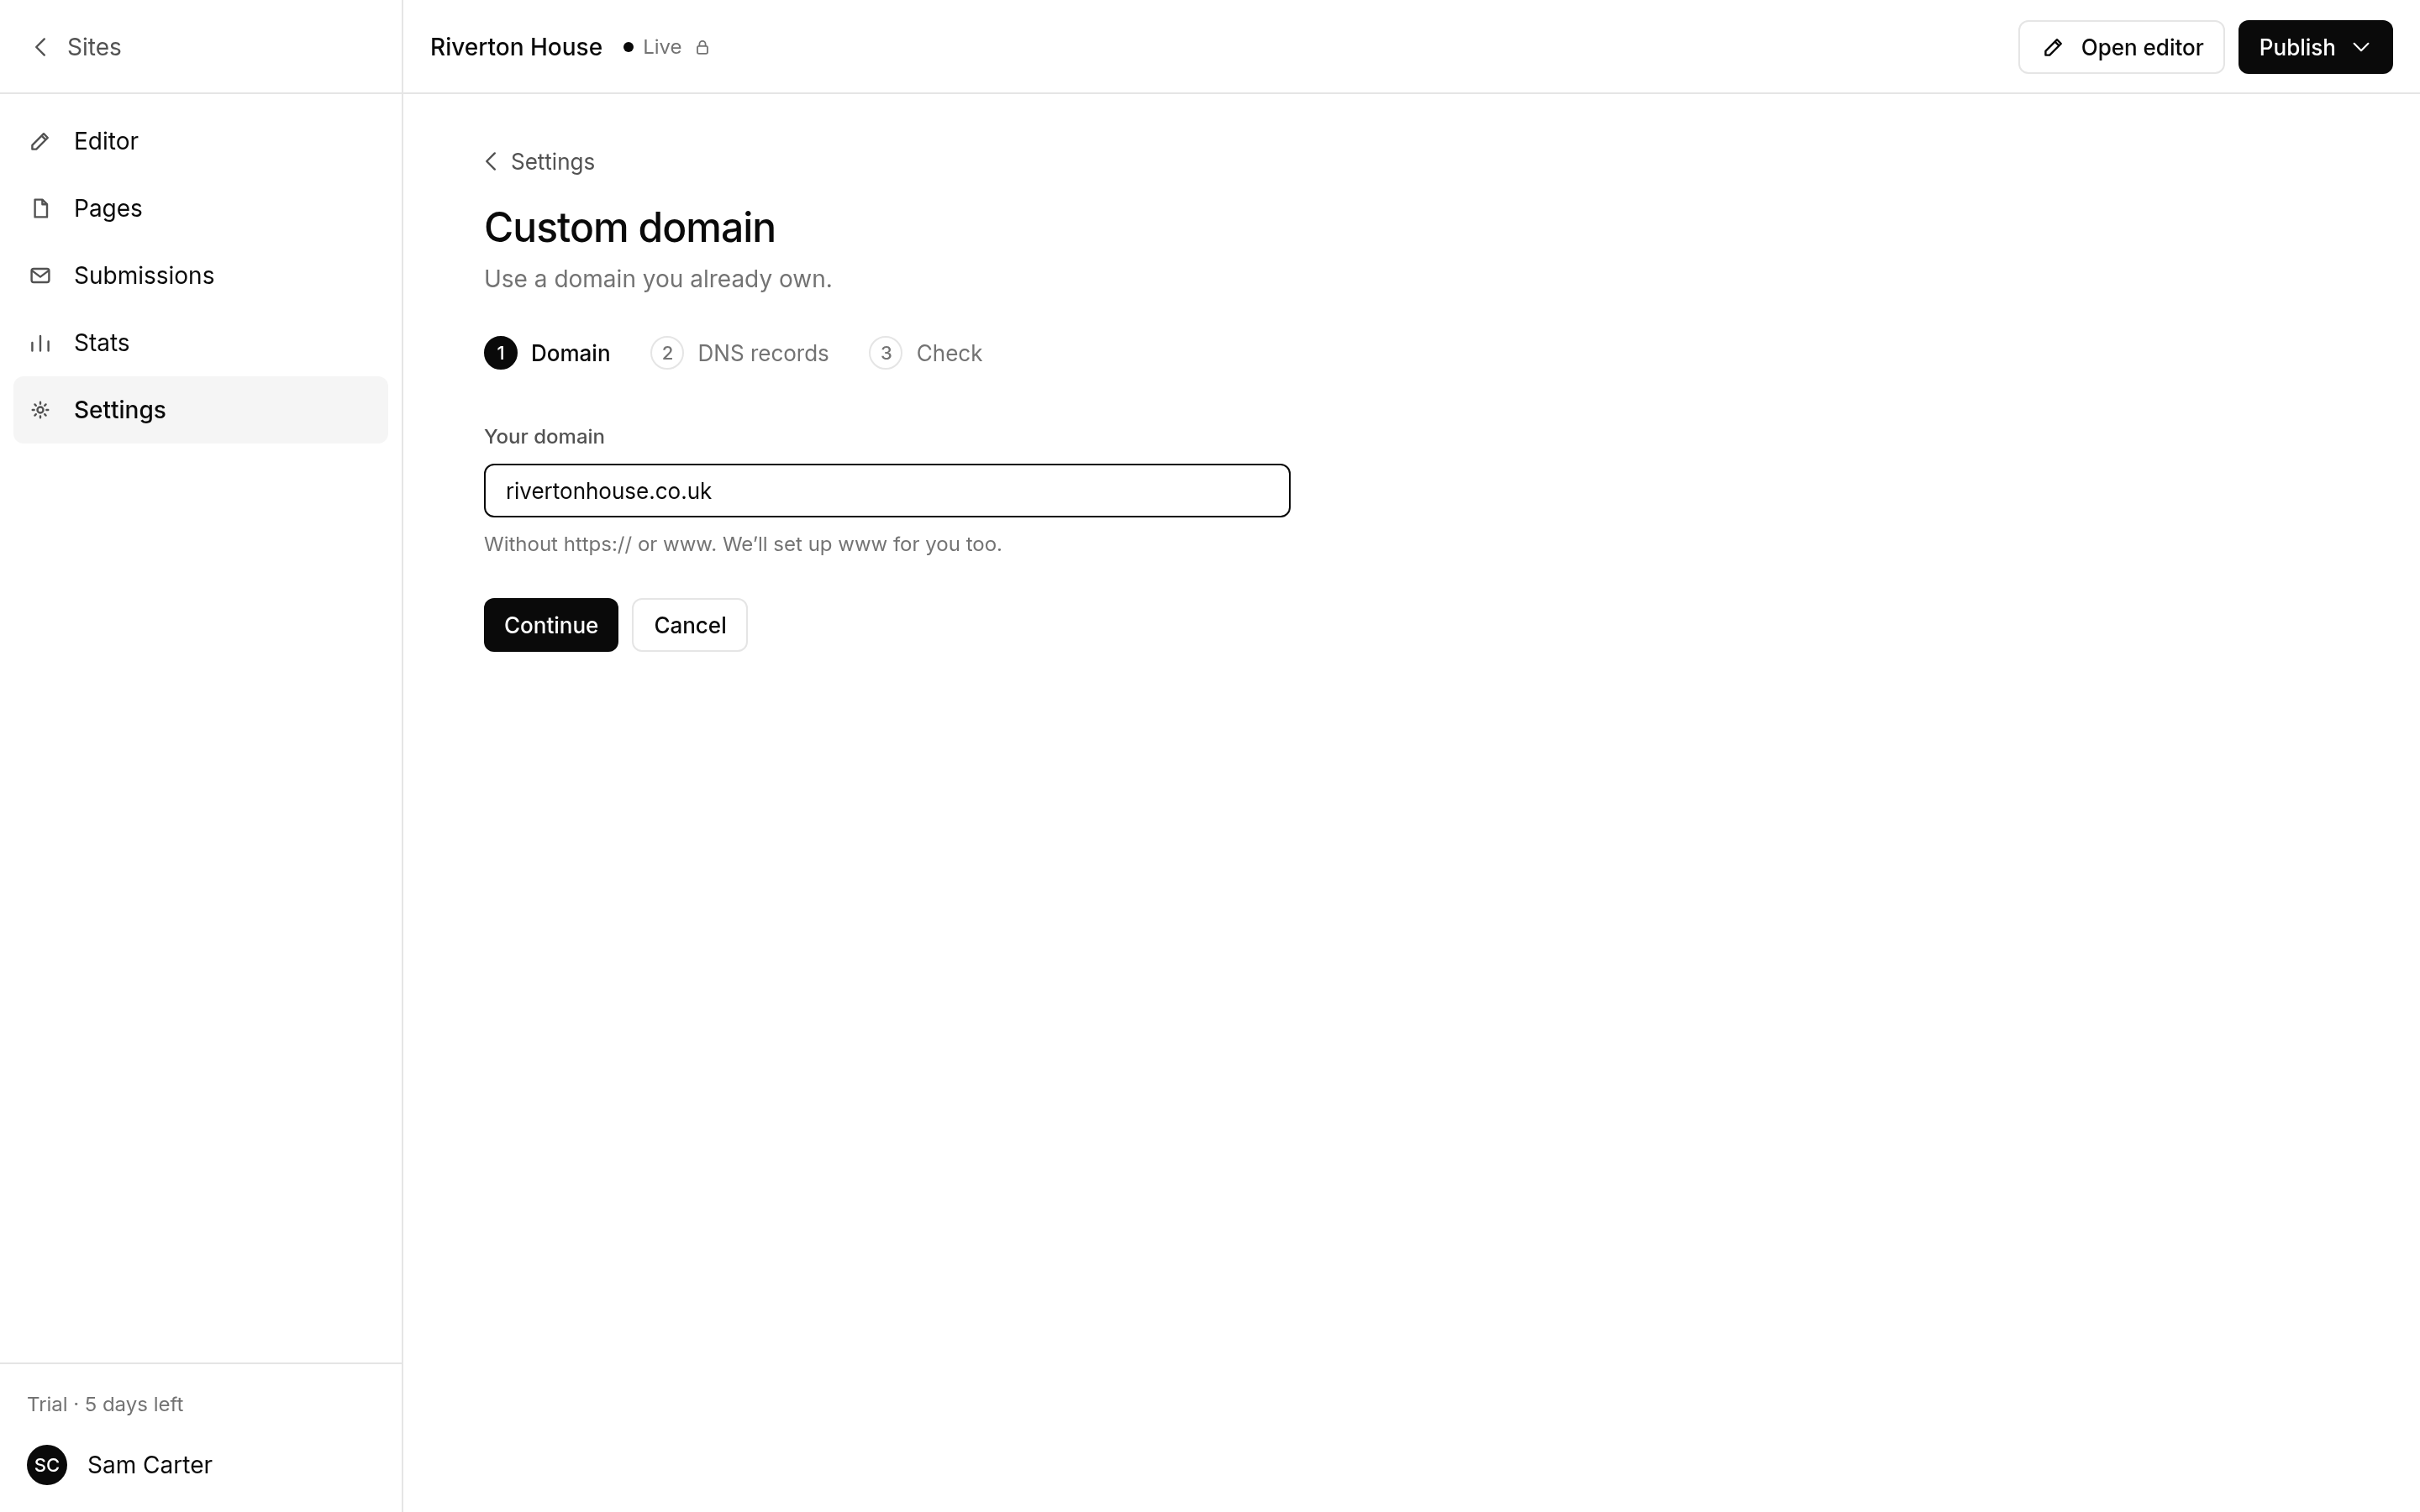 Sites
Riverton House
Live
Open editor
Publish
Editor
Pages
Submissions
Stats
Settings
Settings
Custom domain
Use a domain you already own.
1 Domain
2 DNS records
3 Check
Your domain
rivertonhouse.co.uk
Without https:// or www. We’ll set up www for you too.
Continue
Cancel
Trial · 5 days left
SC Sam Carter